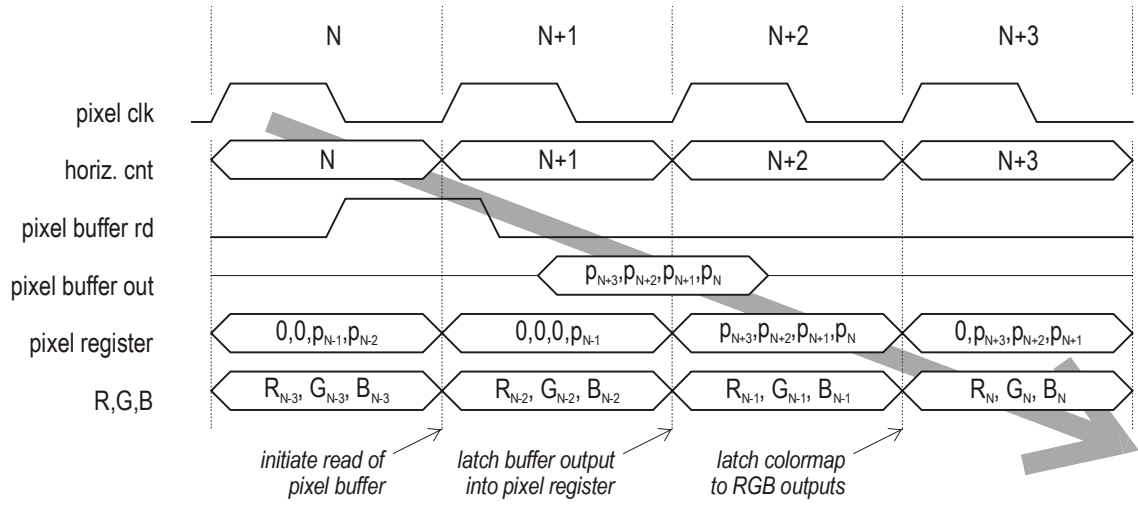 N N+1 N+2 N+3
pixel clk
horiz. cnt N N+1 N+2 N+3
pixel buffer rd
pixel buffer out pN+3,pN+2,pN+1,pN
pixel register 0,0,pN-1,pN-2 0,0,0,pN-1 pN+3,pN+2,pN+1,pN 0,pN+3,pN+2,pN+1
R,G,B RN-3, GN-3, BN-3 RN-2, GN-2, BN-2 RN-1, GN-1, BN-1 RN, GN, BN
initiate read of latch buffer output latch colormap
pixel buffer into pixel register to RGB outputs